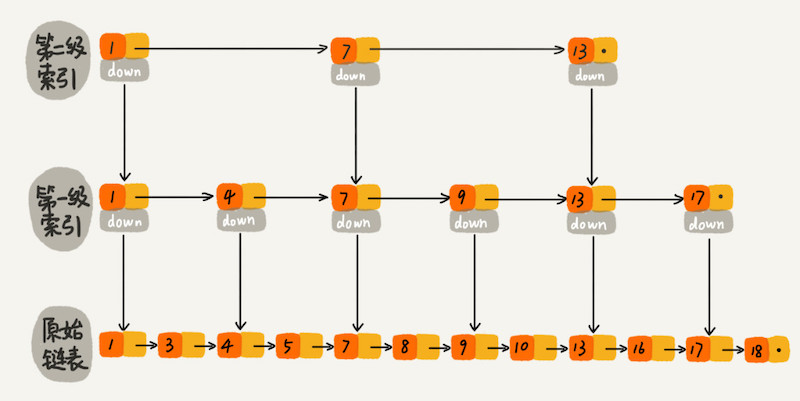 第二级
索引
1 7 13
down down down
第一级
索引
1 4 7 9 13 17
down down down down down down
原始
链表
1 3 4 5 7 8 9 10 13 16 17 18